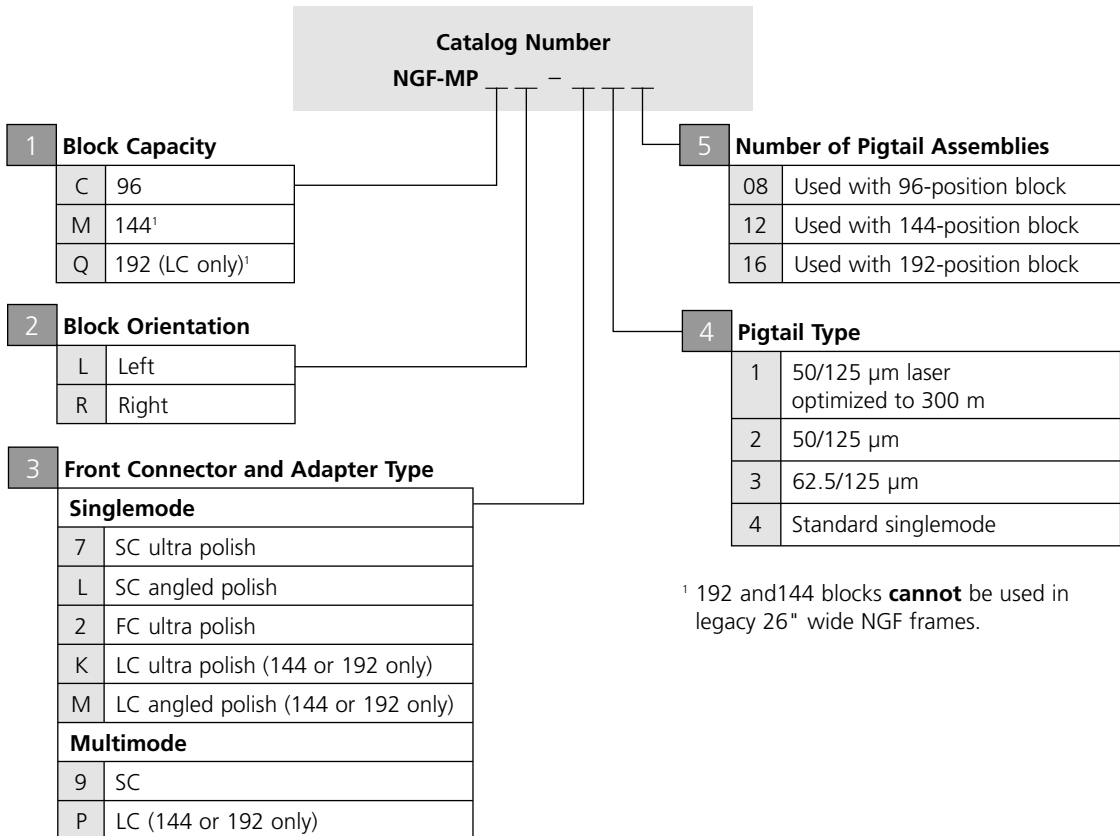 Catalog Number
NGF-MP __ __ – __ __ __
1 Block Capacity
C 96
M 144¹
Q 192 (LC only)¹
2 Block Orientation
L Left
R Right
3 Front Connector and Adapter Type
Singlemode
7 SC ultra polish
L SC angled polish
2 FC ultra polish
K LC ultra polish (144 or 192 only)
M LC angled polish (144 or 192 only)
Multimode
9 SC
P LC (144 or 192 only)
5 Number of Pigtail Assemblies
08 Used with 96-position block
12 Used with 144-position block
16 Used with 192-position block
4 Pigtail Type
1 50/125 µm laser
optimized to 300 m
2 50/125 µm
3 62.5/125 µm
4 Standard singlemode
¹ 192 and144 blocks cannot be used in
legacy 26" wide NGF frames.